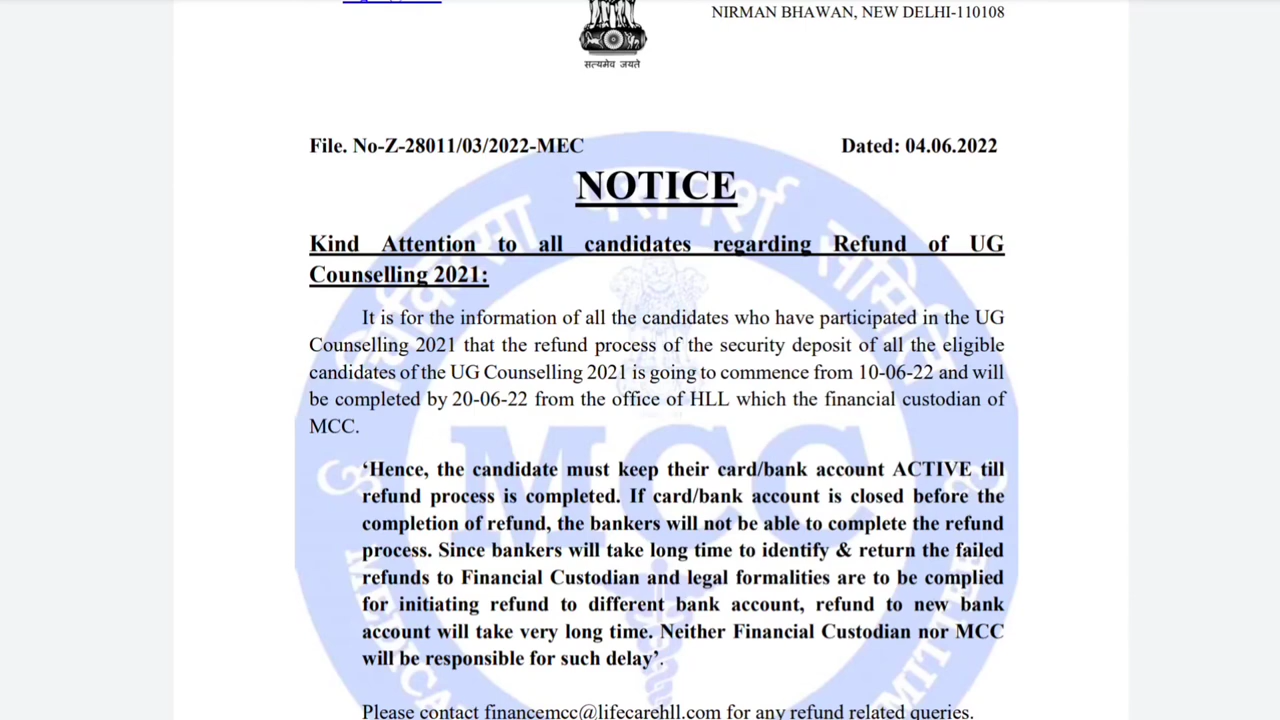 NIRMAN BHAWAN, NEW DELHI-110108
सत्यमेव जयते
File. No-Z-28011/03/2022-MEC Dated: 04.06.2022
NOTICE
Kind Attention to all candidates regarding Refund of UG
Counselling 2021:
It is for the information of all the candidates who have participated in the UG
Counselling 2021 that the refund process of the security deposit of all the eligible
candidates of the UG Counselling 2021 is going to commence from 10-06-22 and will
be completed by 20-06-22 from the office of HLL which the financial custodian of
MCC.
‘Hence, the candidate must keep their card/bank account ACTIVE till
refund process is completed. If card/bank account is closed before the
completion of refund, the bankers will not be able to complete the refund
process. Since bankers will take long time to identify & return the failed
refunds to Financial Custodian and legal formalities are to be complied
for initiating refund to different bank account, refund to new bank
account will take very long time. Neither Financial Custodian nor MCC
will be responsible for such delay’.
Please contact financemcc@lifecarehll.com for any refund related queries.
MCC